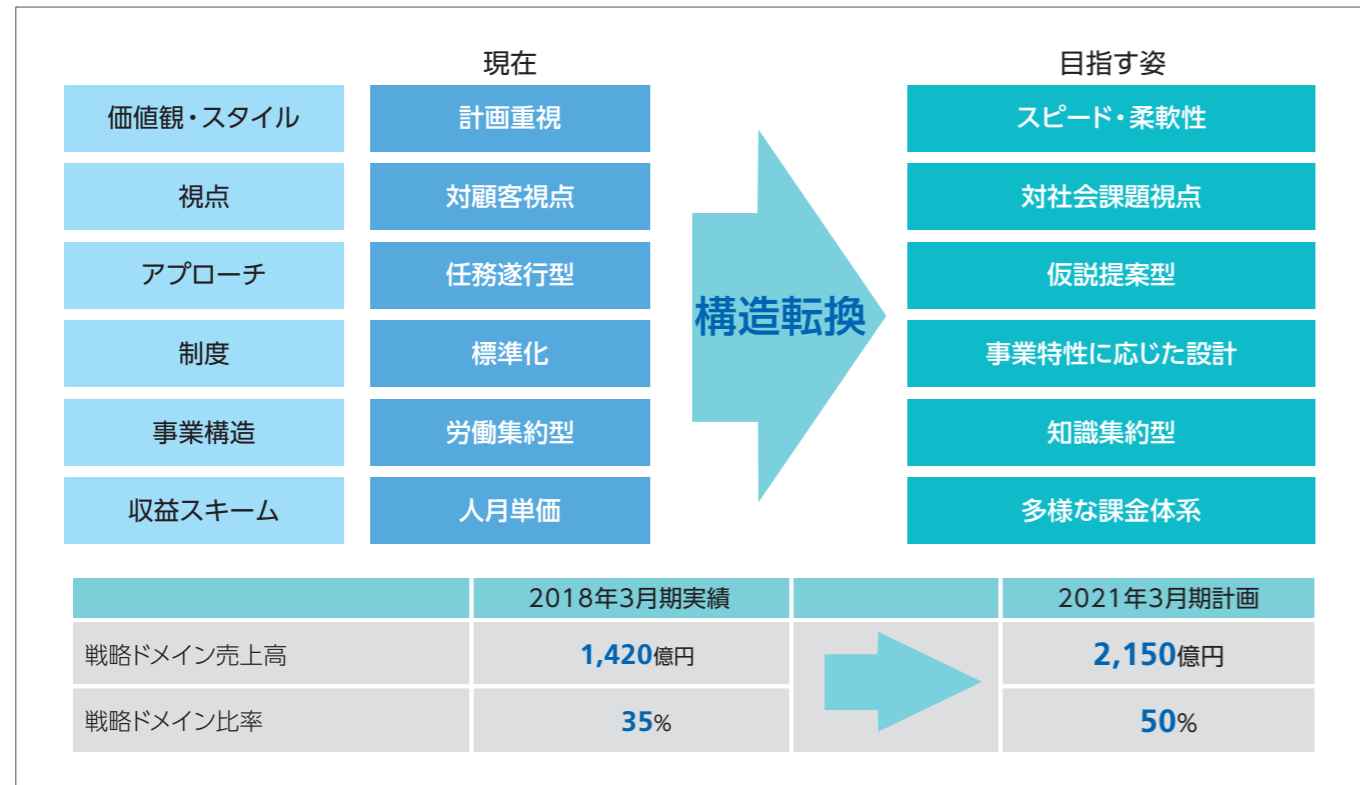 現在 目指す姿
価値観・スタイル 計画重視 スピード・柔軟性
視点 対顧客視点 対社会課題視点
アプローチ 任務遂行型 仮説提案型
構造転換
制度 標準化 事業特性に応じた設計
事業構造 労働集約型 知識集約型
収益スキーム 人月単価 多様な課金体系
2018年3月期実績 2021年3月期計画
戦略ドメイン売上高 1,420億円 2,150億円
戦略ドメイン比率 35% 50%